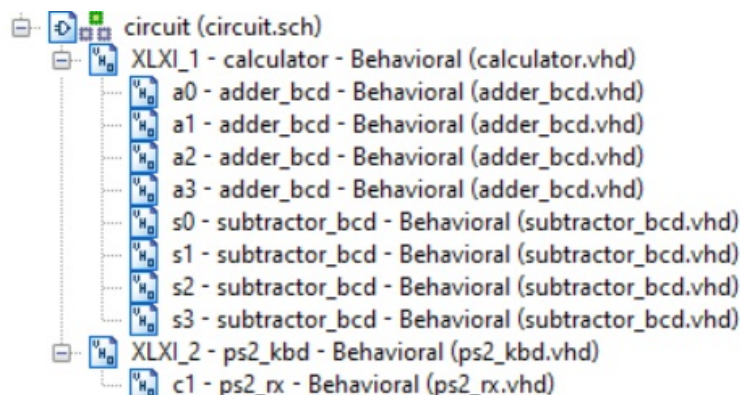 circuit (circuit.sch)
XLXI_1 - calculator - Behavioral (calculator.vhd)
a0 - adder_bcd - Behavioral (adder_bcd.vhd)
a1 - adder_bcd - Behavioral (adder_bcd.vhd)
a2 - adder_bcd - Behavioral (adder_bcd.vhd)
a3 - adder_bcd - Behavioral (adder_bcd.vhd)
s0 - subtractor_bcd - Behavioral (subtractor_bcd.vhd)
s1 - subtractor_bcd - Behavioral (subtractor_bcd.vhd)
s2 - subtractor_bcd - Behavioral (subtractor_bcd.vhd)
s3 - subtractor_bcd - Behavioral (subtractor_bcd.vhd)
XLXI_2 - ps2_kbd - Behavioral (ps2_kbd.vhd)
c1 - ps2_rx - Behavioral (ps2_rx.vhd)